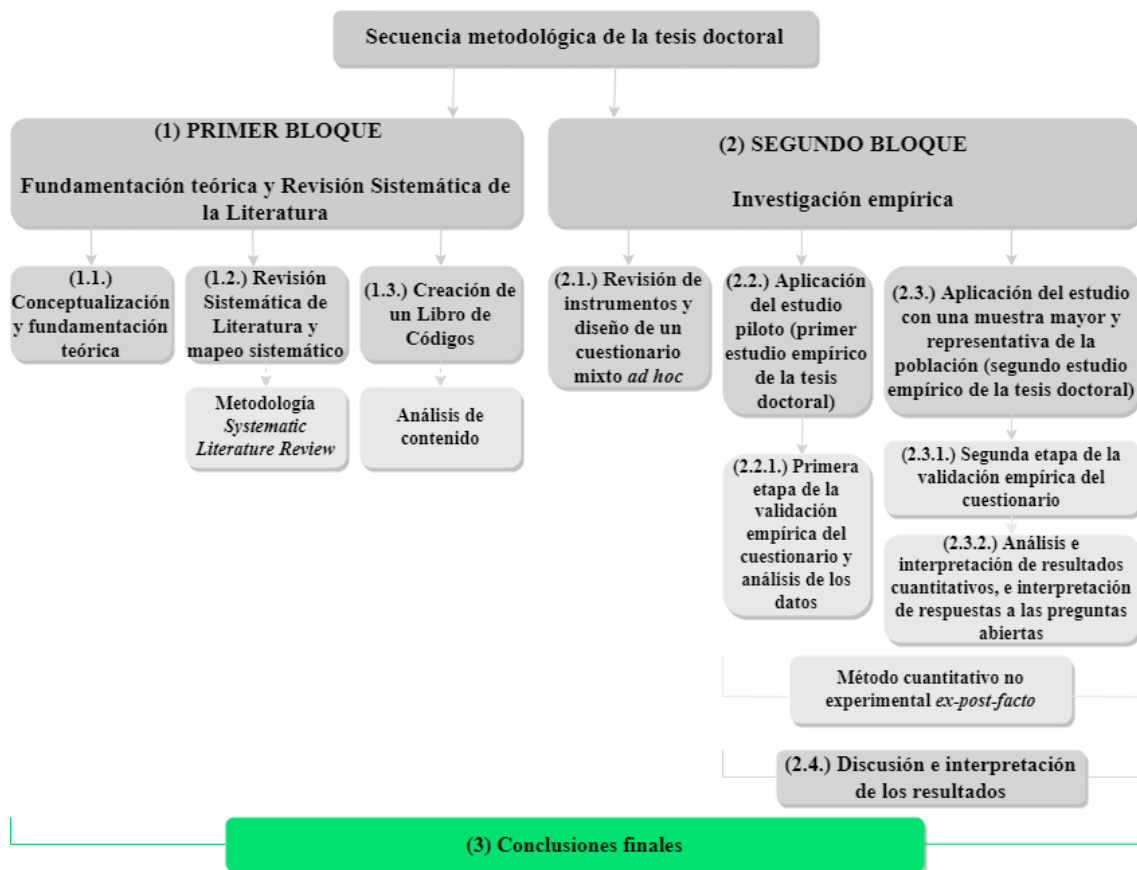 Secuencia metodológica de la tesis doctoral
(1) PRIMER BLOQUE
Fundamentación teórica y Revisión Sistemática de
la Literatura
(2) SEGUNDO BLOQUE
Investigación empírica
(1.1.)
Conceptualización
y fundamentación
teórica
(1.2.) Revisión
Sistemática de
Literatura y
mapeo sistemático
(1.3.) Creación de
un Libro de
Códigos
(2.1.) Revisión de
instrumentos y
diseño de un
cuestionario
mixto ad hoc
(2.2.) Aplicación
del estudio
piloto (primer
estudio empírico
de la tesis
doctoral)
(2.3.) Aplicación del estudio
con una muestra mayor y
representativa de la
población (segundo estudio
empírico de la tesis doctoral)
Metodología
Systematic
Literature Review
Análisis de
contenido
(2.2.1.) Primera
etapa de la
validación
empírica del
cuestionario y
análisis de los
datos
(2.3.1.) Segunda etapa de la
validación empírica del
cuestionario
(2.3.2.) Análisis e
interpretación de resultados
cuantitativos, e interpretación
de respuestas a las preguntas
abiertas
Método cuantitativo no
experimental ex-post-facto
(2.4.) Discusión e interpretación
de los resultados
(3) Conclusiones finales